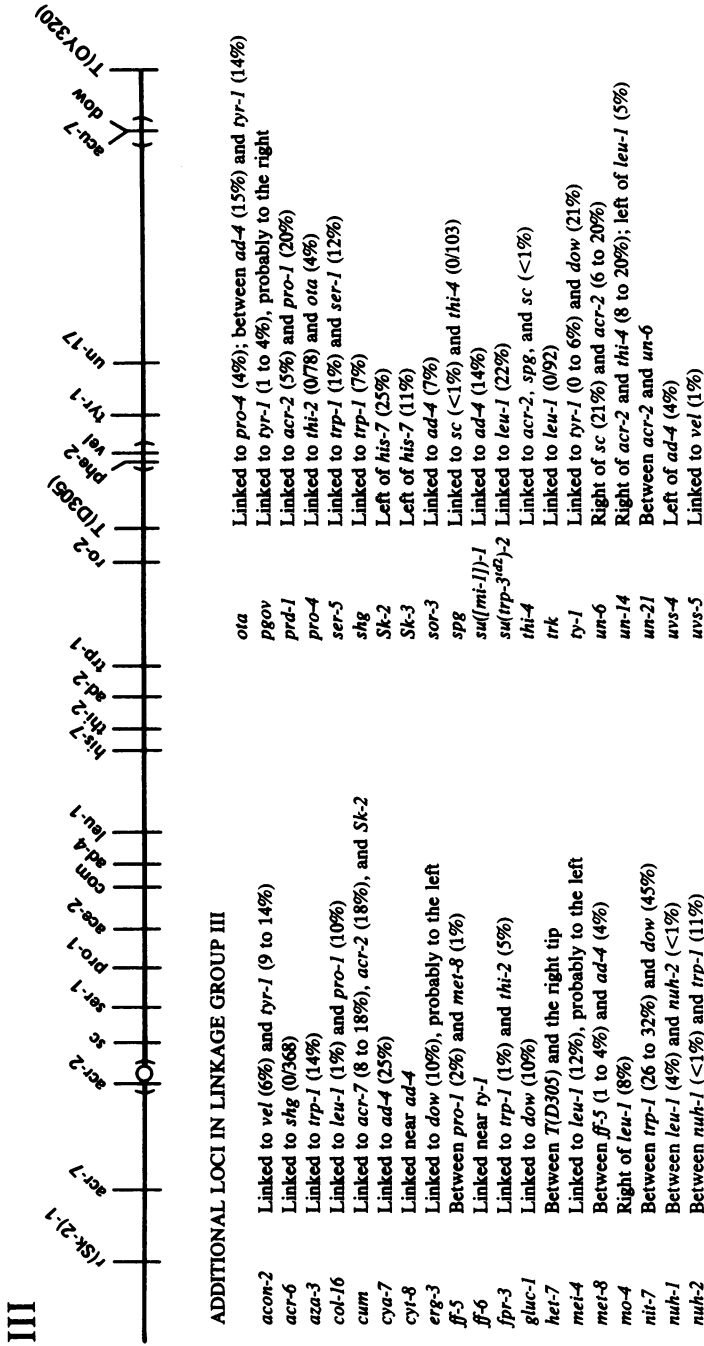 III
r(Sk-2)-1
acr-7
acr-2
sc
ser-1
pro-1
ace-2
com
ad-4
leu-1
his-7
thi-2
ad-2
trp-1
ro-2
T(D305)
phe-2
vel
tyr-1
un-17
acu-7
dow
T(OY320)
ADDITIONAL LOCI IN LINKAGE GROUP III
acon-2 Linked to vel (6%) and tyr-1 (9 to 14%)
acr-6 Linked to shg (0/368)
aza-3 Linked to trp-1 (14%)
col-16 Linked to leu-1 (1%) and pro-1 (10%)
cum Linked to acr-7 (8 to 18%), acr-2 (18%), and Sk-2
cya-7 Linked to ad-4 (25%)
cyt-8 Linked near ad-4
erg-3 Linked to dow (10%), probably to the left
ff-5 Between pro-1 (2%) and met-8 (1%)
ff-6 Linked near ty-1
fpr-3 Linked to trp-1 (1%) and thi-2 (5%)
gluc-1 Linked to dow (10%)
het-7 Between T(D305) and the right tip
mei-4 Linked to leu-1 (12%), probably to the left
met-8 Between ff-5 (1 to 4%) and ad-4 (4%)
mo-4 Right of leu-1 (8%)
nit-7 Between trp-1 (26 to 32%) and dow (45%)
nuh-1 Between leu-1 (4%) and nuh-2 (<1%)
nuh-2 Between nuh-1 (<1%) and trp-1 (11%)
ota Linked to pro-4 (4%); between ad-4 (15%) and tyr-1 (14%)
pgov Linked to tyr-1 (1 to 4%), probably to the right
prd-1 Linked to acr-2 (5%) and pro-1 (20%)
pro-4 Linked to thi-2 (0/78) and ota (4%)
ser-5 Linked to trp-1 (1%) and ser-1 (12%)
shg Linked to trp-1 (7%)
Sk-2 Left of his-7 (25%)
Sk-3 Left of his-7 (11%)
sor-3 Linked to ad-4 (7%)
spg Linked to sc (<1%) and thi-4 (0/103)
su([mi-1])-1 Linked to ad-4 (14%)
su(trp-3td2)-2 Linked to leu-1 (22%)
thi-4 Linked to acr-2, spg, and sc (<1%)
trk Linked to leu-1 (0/92)
ty-1 Linked to tyr-1 (0 to 6%) and dow (21%)
un-6 Right of sc (21%) and acr-2 (6 to 20%)
un-14 Right of acr-2 and thi-4 (8 to 20%); left of leu-1 (5%)
un-21 Between acr-2 and un-6
uvs-4 Left of ad-4 (4%)
uvs-5 Linked to vel (1%)